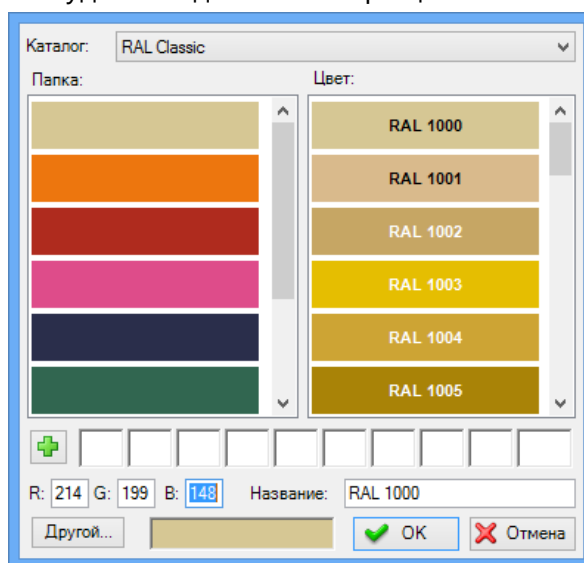 Каталог: RAL Classic
Папка: Цвет:
RAL 1000
RAL 1001
RAL 1002
RAL 1003
RAL 1004
RAL 1005
R: 214 G: 199 B: 148 Название: RAL 1000
Другой... OK Отмена